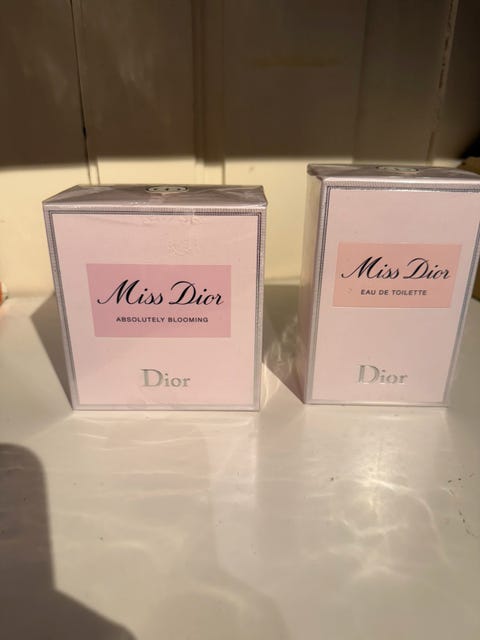 Miss Dior
ABSOLUTELY BLOOMING
Dior
Miss Dior
EAU DE TOILETTE
Dior